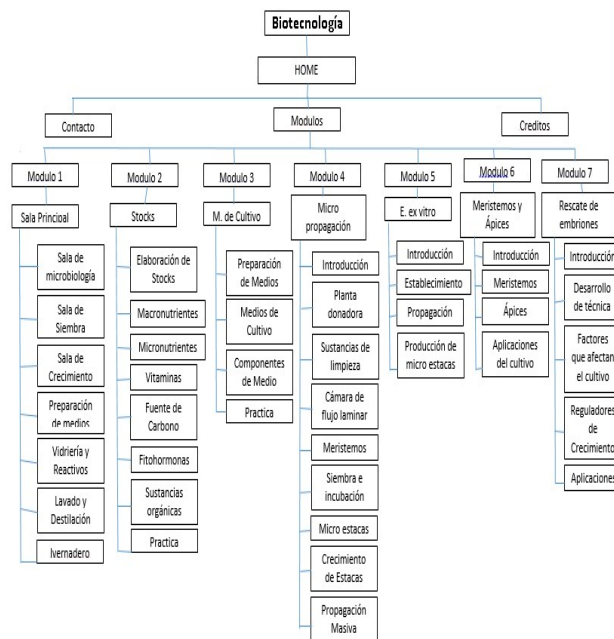 Biotecnología
HOME
Contacto
Modulos
Creditos
Modulo 1
Sala Principal
Sala de
microbiología
Sala de
Siembra
Sala de
Crecimiento
Preparación
de medios
Vidriería y
Reactivos
Lavado y
Destilación
Ivernadero
Modulo 2
Stocks
Elaboración de
Stocks
Macronutrientes
Micronutrientes
Vitaminas
Fuente de
Carbono
Fitohormonas
Sustancias
orgánicas
Practica
Modulo 3
M. de Cultivo
Preparación
de Medios
Medios de
Cultivo
Componentes
de Medio
Practica
Modulo 4
Micro
propagación
Introducción
Planta
donadora
Sustancias de
limpieza
Cámara de
flujo laminar
Meristemos
Siembra e
incubación
Micro estacas
Crecimiento
de Estacas
Propagación
Masiva
Modulo 5
E. ex vitro
Introducción
Establecimiento
Propagación
Producción de
micro estacas
Modulo 6
Meristemos y
Ápices
Introducción
Meristemos
Ápices
Aplicaciones
del cultivo
Modulo 7
Rescate de
embriones
Introducción
Desarrollo
de técnica
Factores
que afectan
el cultivo
Reguladores
de
Crecimiento
Aplicaciones